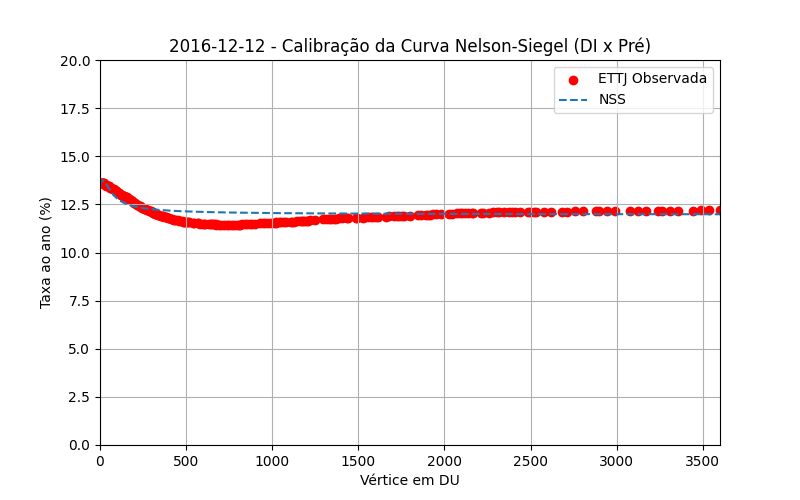 2016-12-12 - Calibração da Curva Nelson-Siegel (DI x Pré)
20.0
17.5
15.0
12.5
10.0
7.5
5.0
2.5
0.0
Taxa ao ano (%)
ETTJ Observada
NSS
0 500 1000 1500 2000 2500 3000 3500
Vértice em DU